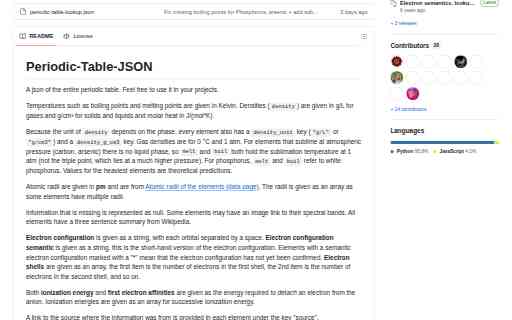 periodic-table-lookup.json
Fix missing boiling points for Phosphorus, arsenic + add sub...
3 days ago
README
License
Periodic-Table-JSON
A json of the entire periodic table. Feel free to use it in your projects.
Temperatures such as boiling points and melting points are given in Kelvin. Densities (density) are given in g/l for
gases and g/cm³ for solids and liquids and molar heat in J/(mol*K).
Because the unit of density depends on the phase, every element also has a density_unit key ("g/L" or
"g/cm3") and a density_g_cm3 key. Gas densities are for 0 °C and 1 atm. For elements that sublime at atmospheric
pressure (carbon, arsenic) there is no liquid phase, so melt and boil both hold the sublimation temperature at 1
atm (not the triple point, which lies at a much higher pressure). For phosphorus, melt and boil refer to white
phosphorus. Values for the heaviest elements are theoretical predictions.
Atomic radii are given in pm and are from Atomic radii of the elements (data page). The radii is given as an array as
some elements have multiple radii.
Information that is missing is represented as null. Some elements may have an image link to their spectral bands. All
elements have a three sentence summary from Wikipedia.
Electron configuration is given as a string, with each orbital separated by a space. Electron configuration
semantic is given as string, this is the short-hand version of the electron configuration. Elements with a semantic
electron configuration marked with a "*" mean that the electron configuration has not yet been confirmed. Electron
shells are given as an array, the first item is the number of electrons in the first shell, the 2nd item is the number of
electrons in the second shell, and so on.
Both ionization energy and first electron affinities are given as the energy required to detach an electron from the
anion. Ionization energies are given as an array for successive ionization energy.
A link to the source where the information was from is provided in each element under the key "source".
Electron semantics, looku...
Latest
+ 2 releases
Contributors
+ 14 contributors
Languages
Python
JavaScript